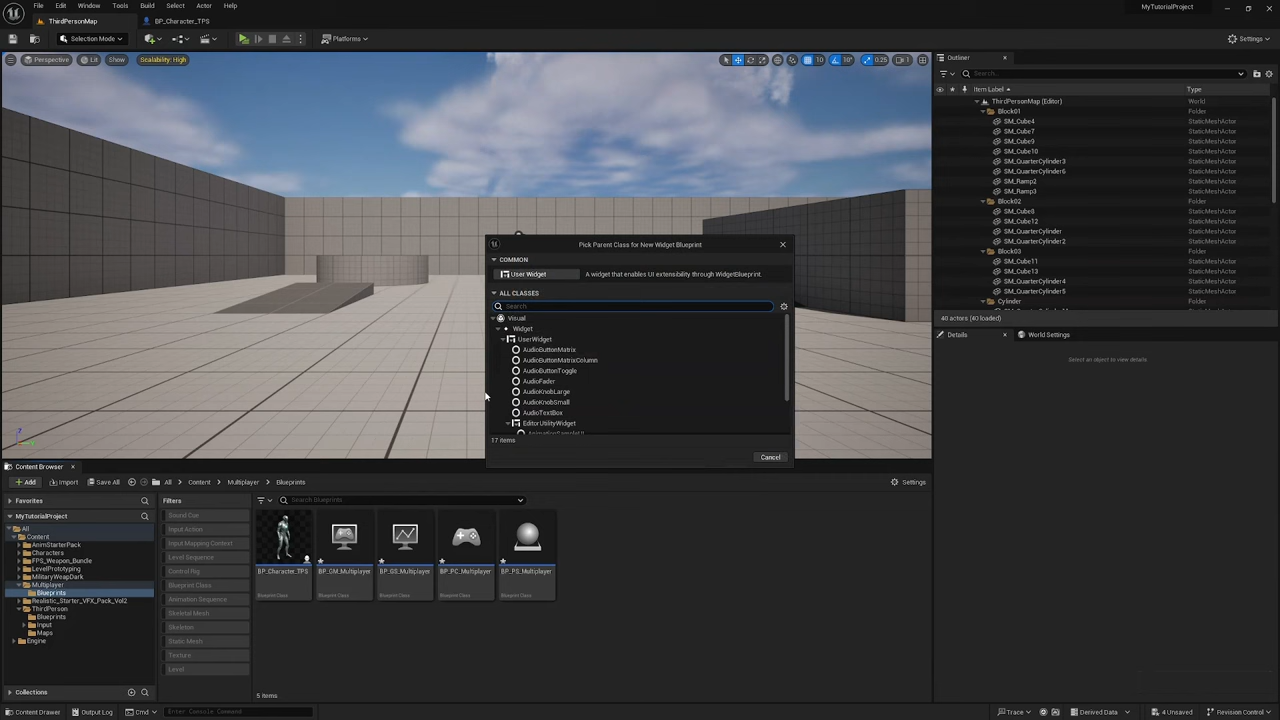 File Edit Window Tools Build Select Actor Help
MyTutorialProject
ThirdPersonMap
BP_Character_TPS
Selection Mode
Platforms
Settings
Perspective
Lit
Show
Scalability: High
10
10°
0.25
1
Outliner
Search...
Item Label
Type
ThirdPersonMap (Editor) World
Block01 Folder
SM_Cube4 StaticMeshActor
SM_Cube7 StaticMeshActor
SM_Cube9 StaticMeshActor
SM_Cube10 StaticMeshActor
SM_QuarterCylinder3 StaticMeshActor
SM_QuarterCylinder6 StaticMeshActor
SM_Ramp2 StaticMeshActor
SM_Ramp3 StaticMeshActor
Block02 Folder
SM_Cube8 StaticMeshActor
SM_Cube12 StaticMeshActor
SM_QuarterCylinder StaticMeshActor
SM_QuarterCylinder2 StaticMeshActor
Block03 Folder
SM_Cube11 StaticMeshActor
SM_Cube13 StaticMeshActor
SM_QuarterCylinder4 StaticMeshActor
SM_QuarterCylinder5 StaticMeshActor
Cylinder Folder
40 actors (40 loaded)
Details
World Settings
Select an object to view details
Pick Parent Class for New Widget Blueprint
COMMON
User Widget
A widget that enables UI extensibility through WidgetBlueprint.
ALL CLASSES
Search
Visual
Widget
UserWidget
AudioButtonMatrix
AudioButtonMatrixColumn
AudioButtonToggle
AudioFader
AudioKnobLarge
AudioKnobSmall
AudioTextBox
EditorUtilityWidget
17 items
Cancel
Content Browser
Add
Import
Save All
All
Content
Multiplayer
Blueprints
Settings
Favorites
MyTutorialProject
All
Content
AnimStarterPack
Characters
FPS_Weapon_Bundle
LevelPrototyping
MilitaryWeapDark
Multiplayer
Blueprints
Realistic_Starter_VFX_Pack_Vol2
ThirdPerson
Blueprints
Input
Maps
Engine
Collections
Filters
Sound Cue
Input Action
Input Mapping Context
Level Sequence
Control Rig
Blueprint Class
Animation Sequence
Skeletal Mesh
Skeleton
Static Mesh
Texture
Level
Search Blueprints
BP_Character_TPS
Blueprint Class
BP_GM_Multiplayer
Blueprint Class
BP_GS_Multiplayer
Blueprint Class
BP_PC_Multiplayer
Blueprint Class
BP_PS_Multiplayer
Blueprint Class
5 items
Content Drawer
Output Log
Cmd
Enter Console Command
Trace
Derived Data
4 Unsaved
Revision Control